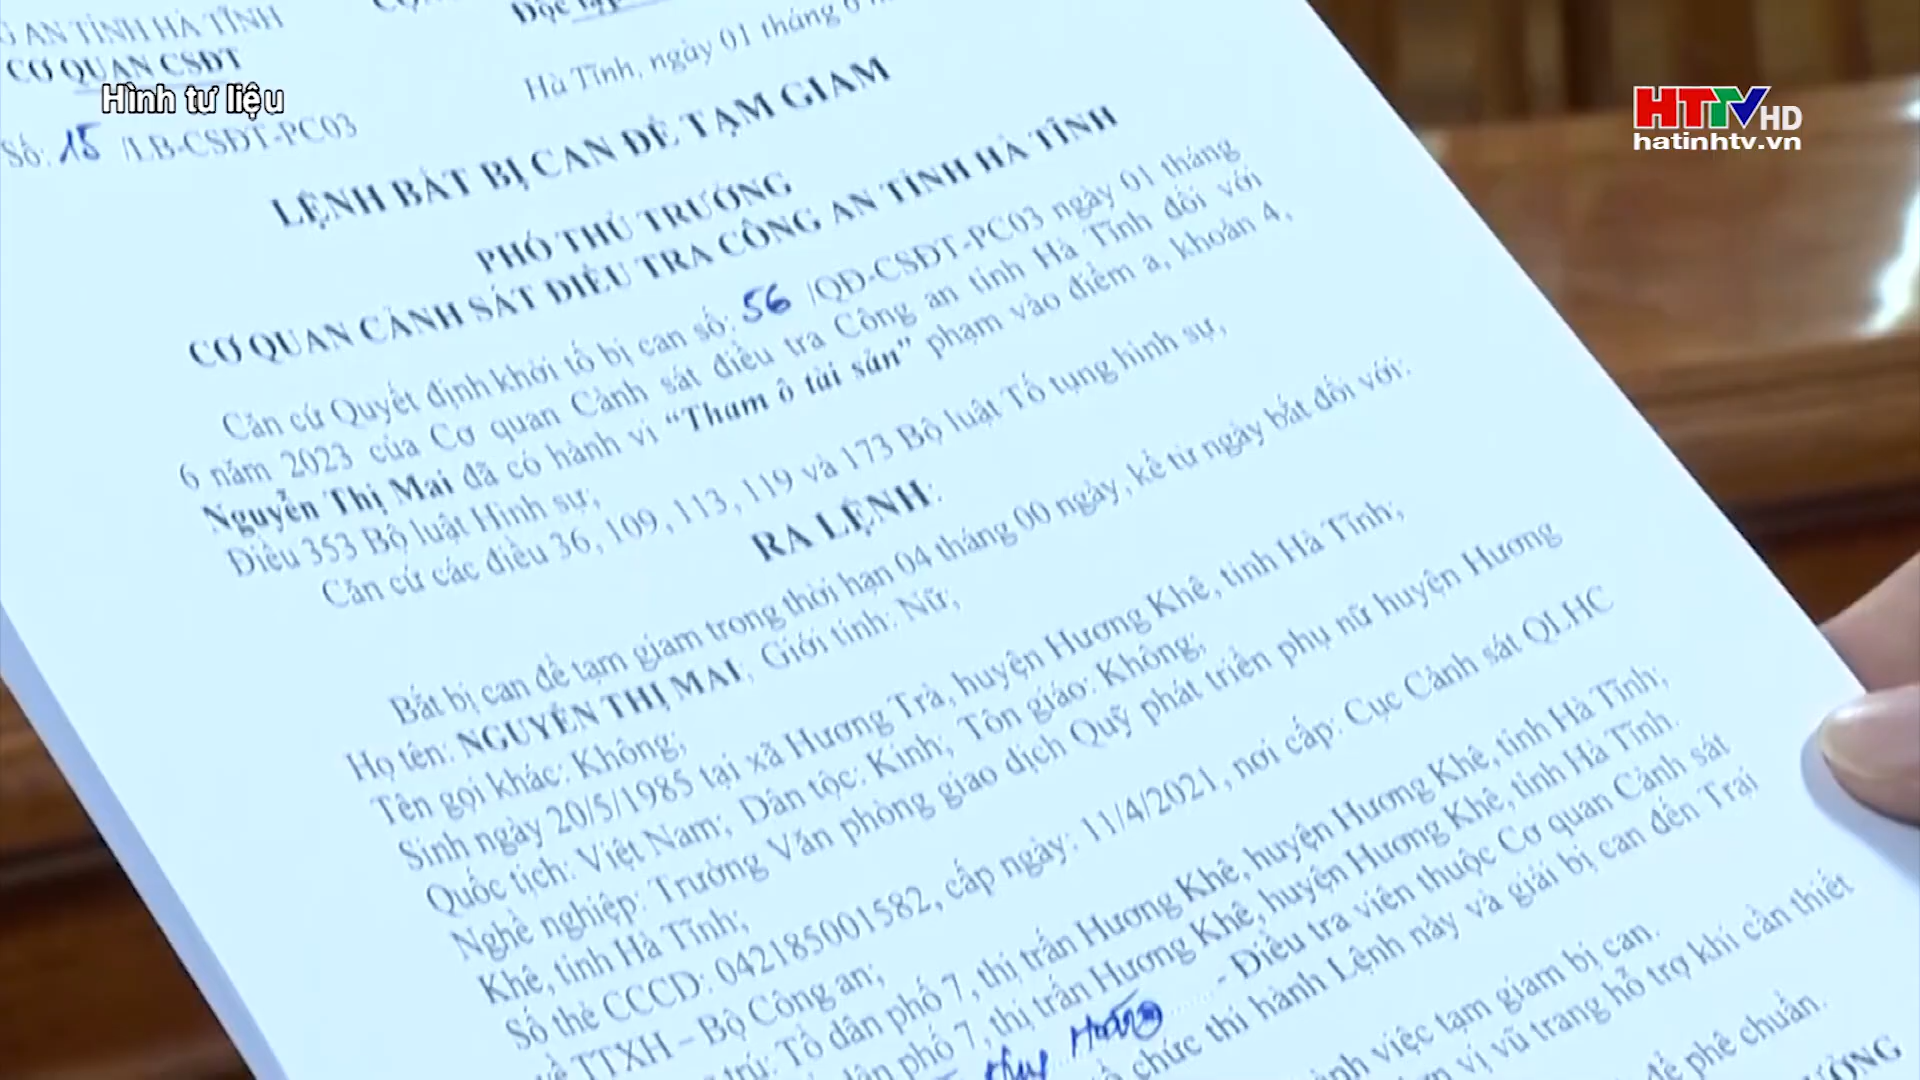 G AN TỈNH HÀ TĨNH
CƠ QUAN CSĐT
Độc lập
Hà Tĩnh, ngày 01 tháng 6
Hình tư liệu
HTTV HD
hatinhtv.vn
Số: 15 /LB-CSĐT-PC03
LỆNH BẮT BỊ CAN ĐỂ TẠM GIAM
PHÓ THỦ TRƯỞNG
CƠ QUAN CẢNH SÁT ĐIỀU TRA CÔNG AN TỈNH HÀ TĨNH
Căn cứ Quyết định khởi tố bị can số: 56 /QĐ-CSĐT-PC03 ngày 01 tháng
6 năm 2023 của Cơ quan Cảnh sát điều tra Công an tỉnh Hà Tĩnh đối với
Nguyễn Thị Mai đã có hành vi “Tham ô tài sản” phạm vào điểm a, khoản 4,
Điều 353 Bộ luật Hình sự;
Căn cứ các điều 36, 109, 113, 119 và 173 Bộ luật Tố tụng hình sự,
RA LỆNH:
Bắt bị can để tạm giam trong thời hạn 04 tháng 00 ngày, kể từ ngày bắt đối với:
Họ tên: NGUYỄN THỊ MAI; Giới tính: Nữ;
Tên gọi khác: Không;
Sinh ngày 20/5/1985 tại xã Hương Trà, huyện Hương Khê, tỉnh Hà Tĩnh;
Quốc tịch: Việt Nam; Dân tộc: Kinh; Tôn giáo: Không;
Nghề nghiệp: Trưởng Văn phòng giao dịch Quỹ phát triển phụ nữ huyện Hương
Khê, tỉnh Hà Tĩnh;
Số thẻ CCCD: 042185001582, cấp ngày: 11/4/2021, nơi cấp: Cục Cảnh sát QLHC
về TTXH – Bộ Công an;
trú: Tổ dân phố 7, thị trấn Hương Khê, huyện Hương Khê, tỉnh Hà Tĩnh;
dân phố 7, thị trấn Hương Khê, huyện Hương Khê, tỉnh Hà Tĩnh.
- Điều tra viên thuộc Cơ quan Cảnh sát
tổ chức thi hành Lệnh này và giải bị can đến Trại
việc tạm giam bị can.
vị vũ trang hỗ trợ khi cần thiết
để phê chuẩn.